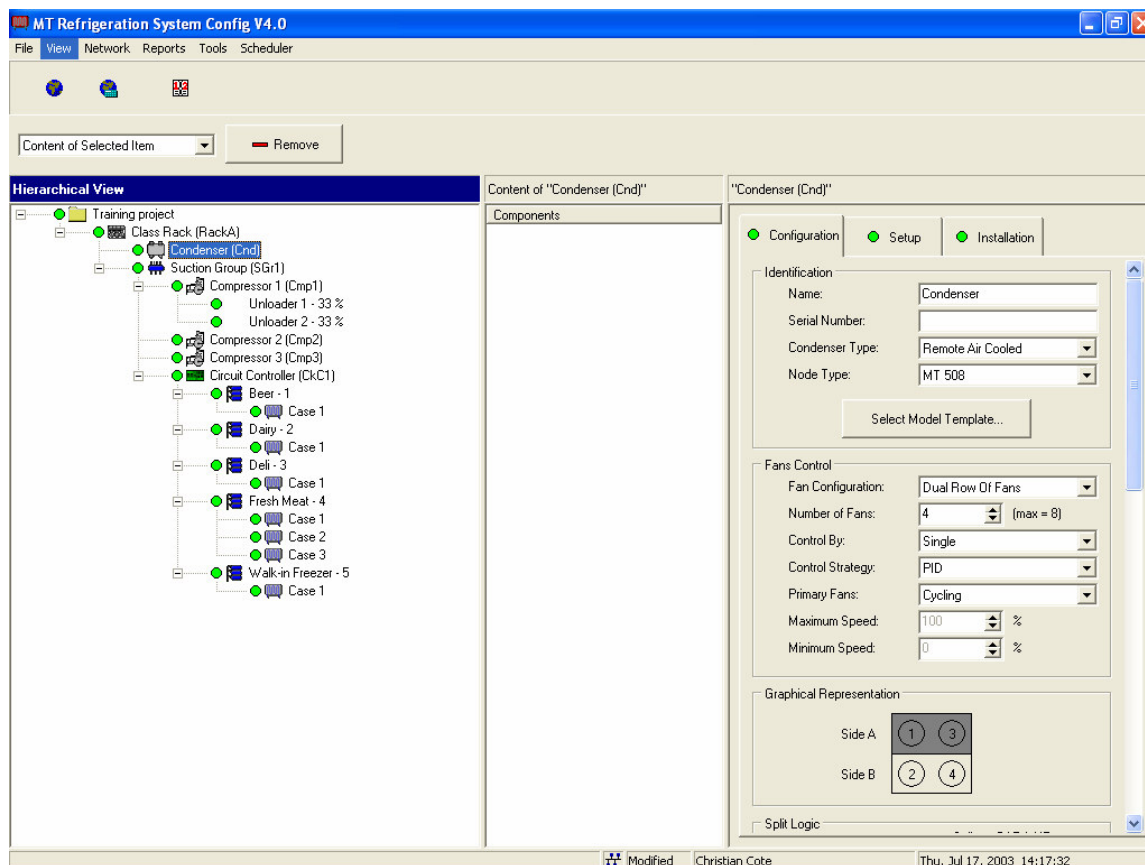 MT Refrigeration System Config V4.0
File View Network Reports Tools Scheduler
Content of Selected Item Remove
Hierarchical View
Training project
Class Rack (RackA)
Condenser (Cnd)
Suction Group (SGr1)
Compressor 1 (Cmp1)
Unloader 1 - 33 %
Unloader 2 - 33 %
Compressor 2 (Cmp2)
Compressor 3 (Cmp3)
Circuit Controller (CkC1)
Beer - 1
Case 1
Dairy - 2
Case 1
Deli - 3
Case 1
Fresh Meat - 4
Case 1
Case 2
Case 3
Walk-in Freezer - 5
Case 1
Content of "Condenser (Cnd)"
Components
"Condenser (Cnd)"
Configuration Setup Installation
Identification
Name: Condenser
Serial Number:
Condenser Type: Remote Air Cooled
Node Type: MT 508
Select Model Template...
Fans Control
Fan Configuration: Dual Row Of Fans
Number of Fans: 4 (max = 8)
Control By: Single
Control Strategy: PID
Primary Fans: Cycling
Maximum Speed: 100 %
Minimum Speed: 0 %
Graphical Representation
Side A 1 3
Side B 2 4
Split Logic
Modified Christian Cote Thu, Jul 17, 2003 14:17:32